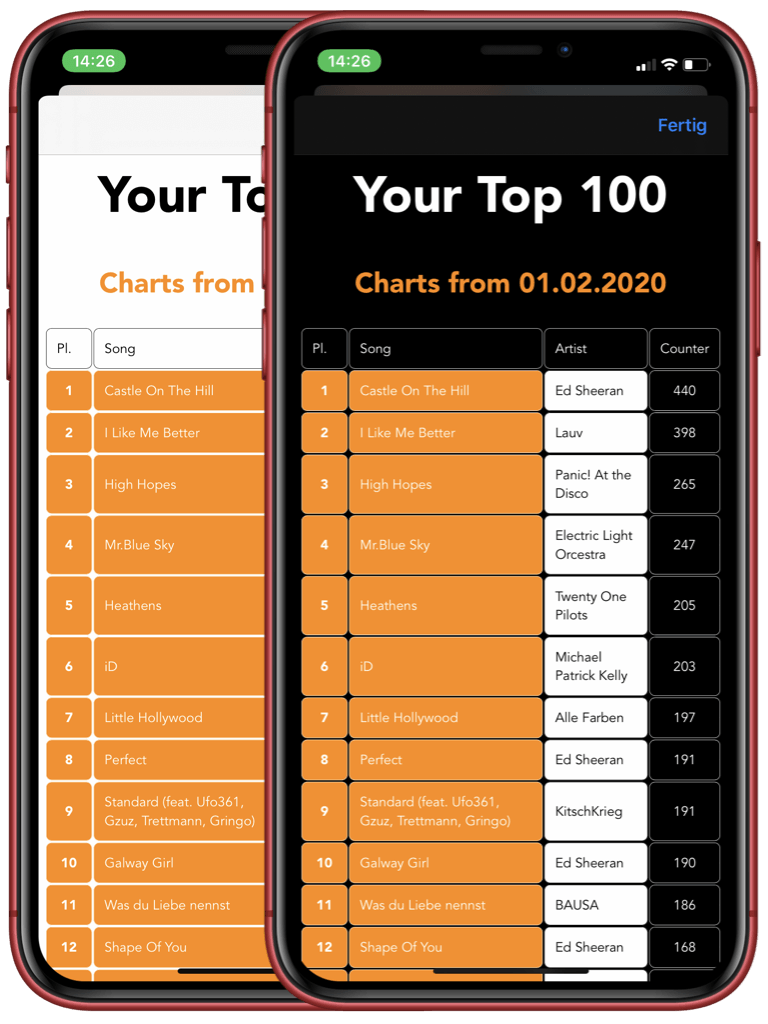 14:26
Your To
Charts from
Pl. Song
1 Castle On The Hill
2 I Like Me Better
3 High Hopes
4 Mr.Blue Sky
5 Heathens
6 iD
7 Little Hollywood
8 Perfect
9 Standard (feat. Ufo361,
Gzuz, Trettmann, Gringo)
10 Galway Girl
11 Was du Liebe nennst
12 Shape Of You
14:26
Fertig
Your Top 100
Charts from 01.02.2020
Pl. Song Artist Counter
1 Castle On The Hill Ed Sheeran 440
2 I Like Me Better Lauv 398
3 High Hopes Panic! At the
Disco 265
4 Mr.Blue Sky Electric Light
Orcestra 247
5 Heathens Twenty One
Pilots 205
6 iD Michael
Patrick Kelly 203
7 Little Hollywood Alle Farben 197
8 Perfect Ed Sheeran 191
9 Standard (feat. Ufo361,
Gzuz, Trettmann, Gringo) KitschKrieg 191
10 Galway Girl Ed Sheeran 190
11 Was du Liebe nennst BAUSA 186
12 Shape Of You Ed Sheeran 168